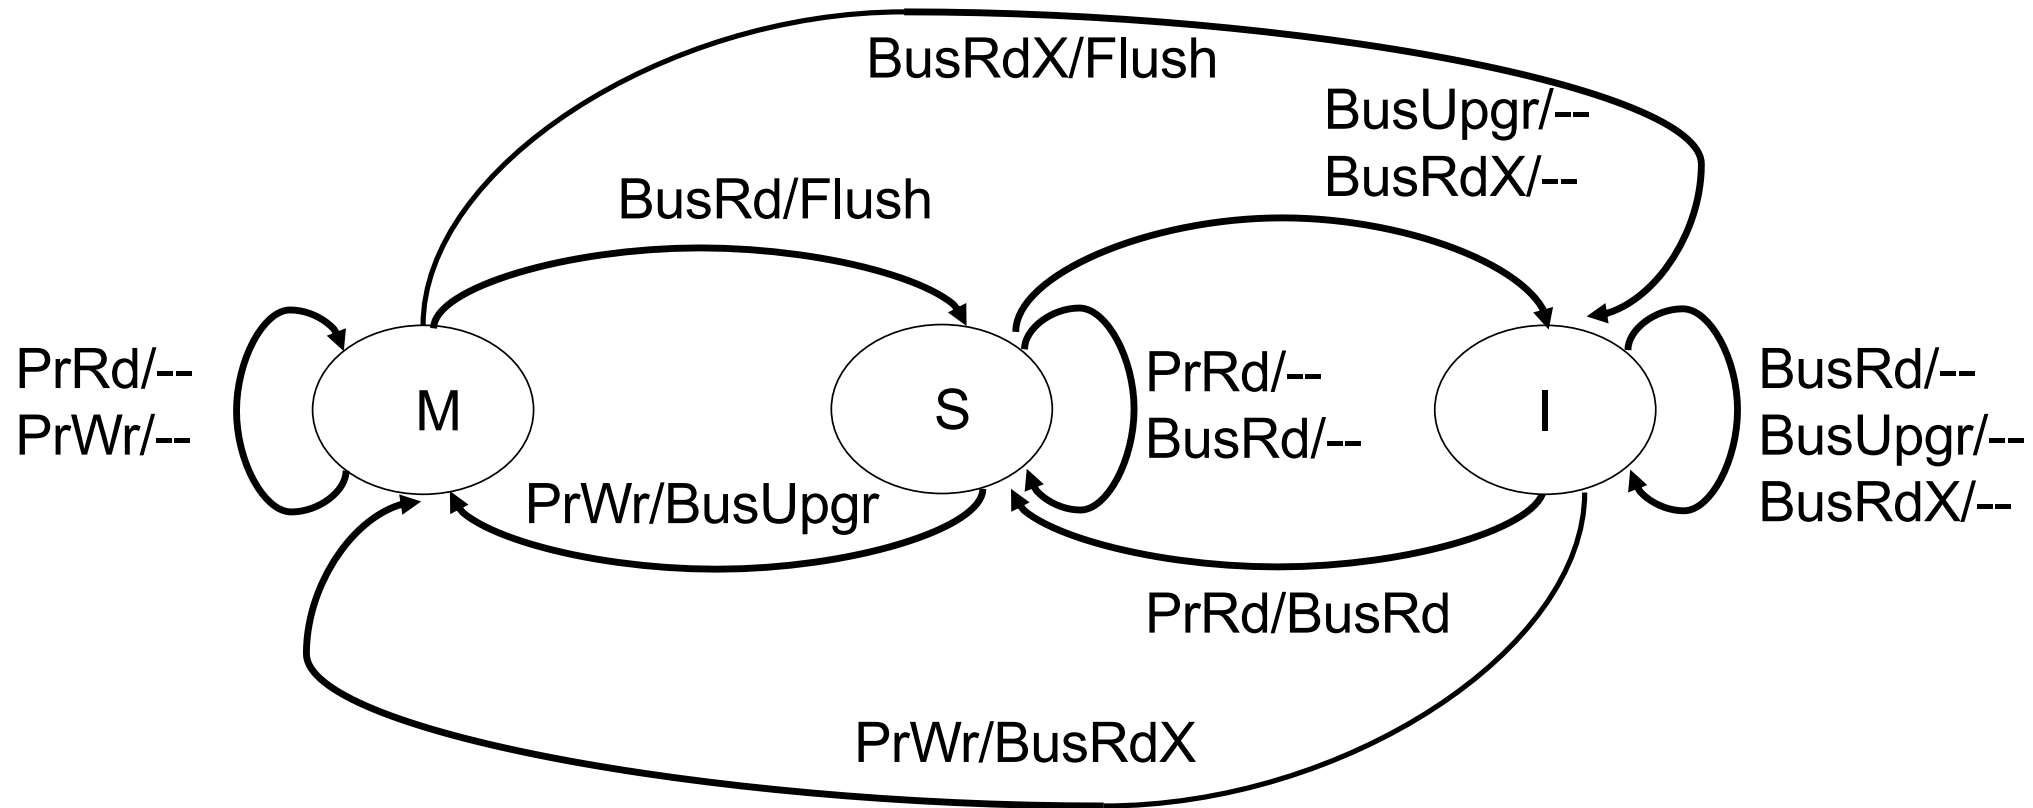 BusRdX/Flush
BusUpgr/--
BusRdX/--
BusRd/Flush
PrRd/--
PrWr/--
M
S
PrRd/--
BusRd/--
I
BusRd/--
BusUpgr/--
BusRdX/--
PrWr/BusUpgr
PrRd/BusRd
PrWr/BusRdX